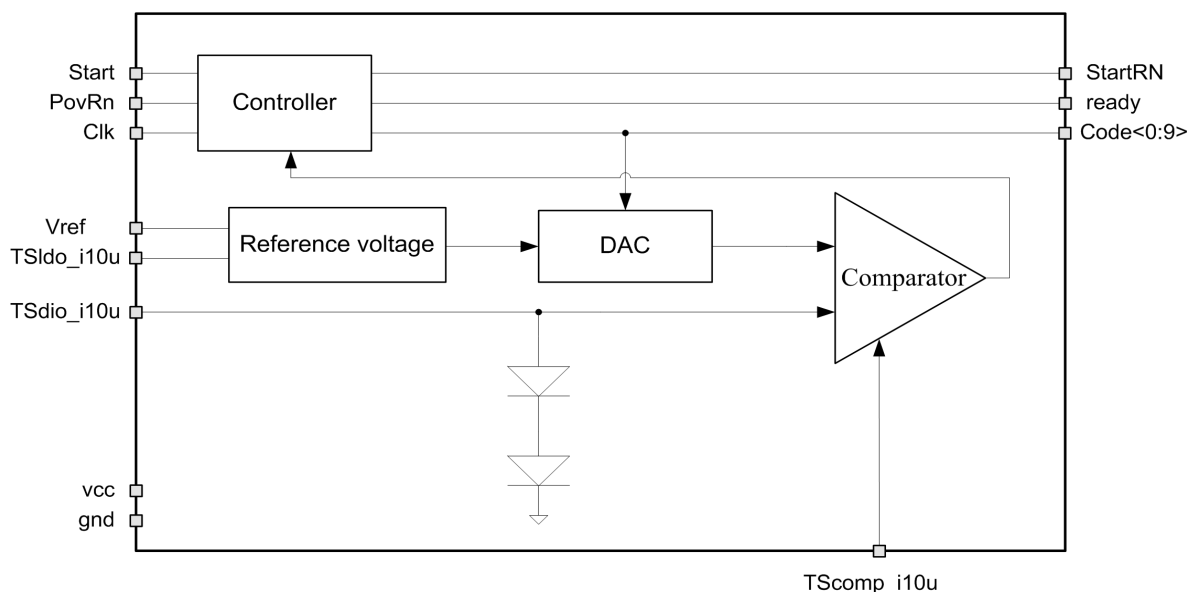 Start
StartRN
Controller
PovRn
ready
Clk
Code<0:9>
Vref
Reference voltage
DAC
TSldo_i10u
Comparator
TSdio_i10u
vcc
gnd
TScomp_i10u